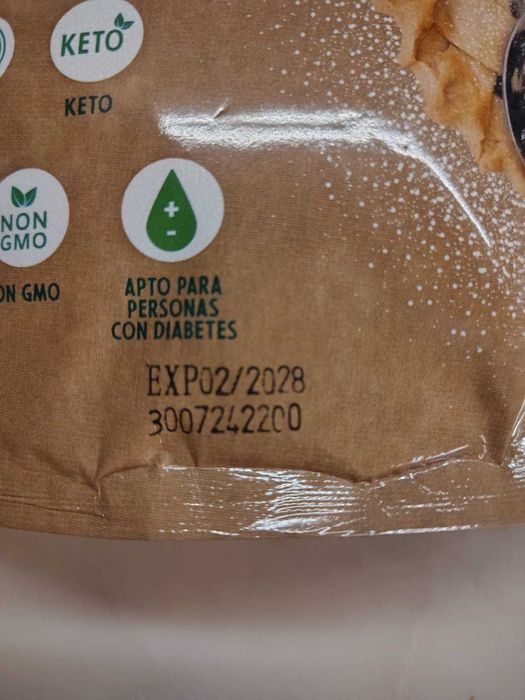 KETO
KETO
NON
GMO
ON GMO
+
-
APTO PARA
PERSONAS
CON DIABETES
EXP02/2028
3007242200